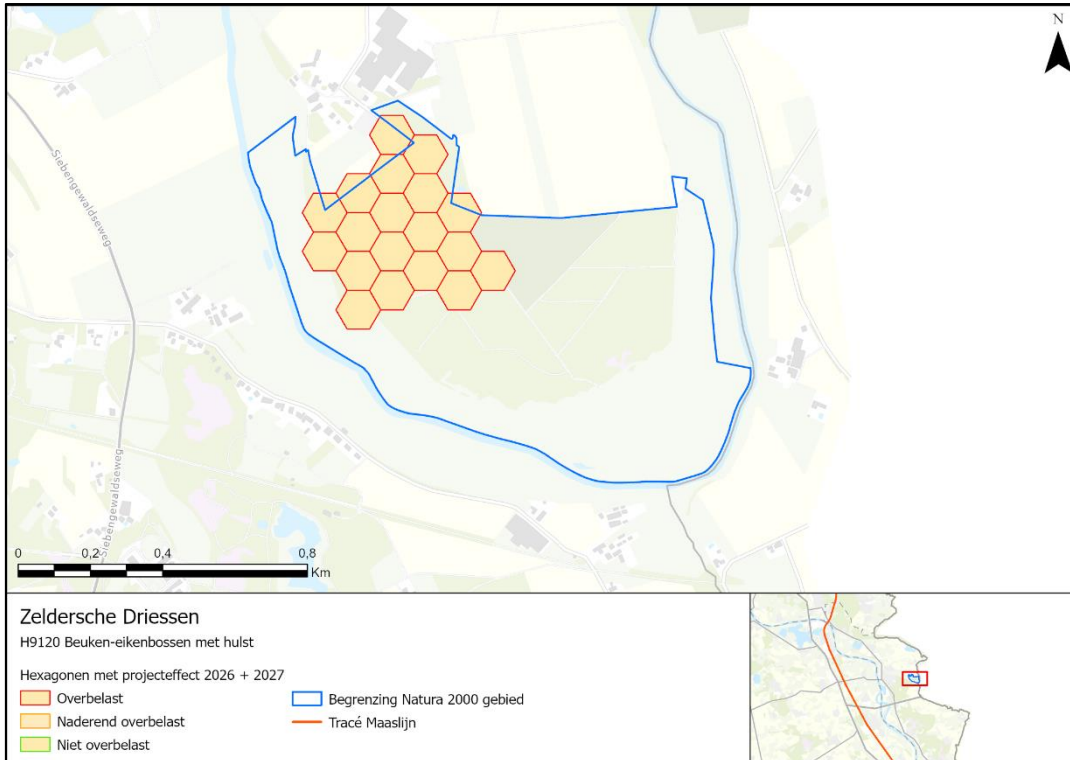 N
Siebengewaldseweg
Siebengewaldseweg
0 0,2 0,4 0,8
Km
Zeldersche Driessen
H9120 Beuken-eikenbossen met hulst
Hexagonen met projecteffect 2026 + 2027
Overbelast
Naderend overbelast
Niet overbelast
Begrenzing Natura 2000 gebied
Tracé Maaslijn